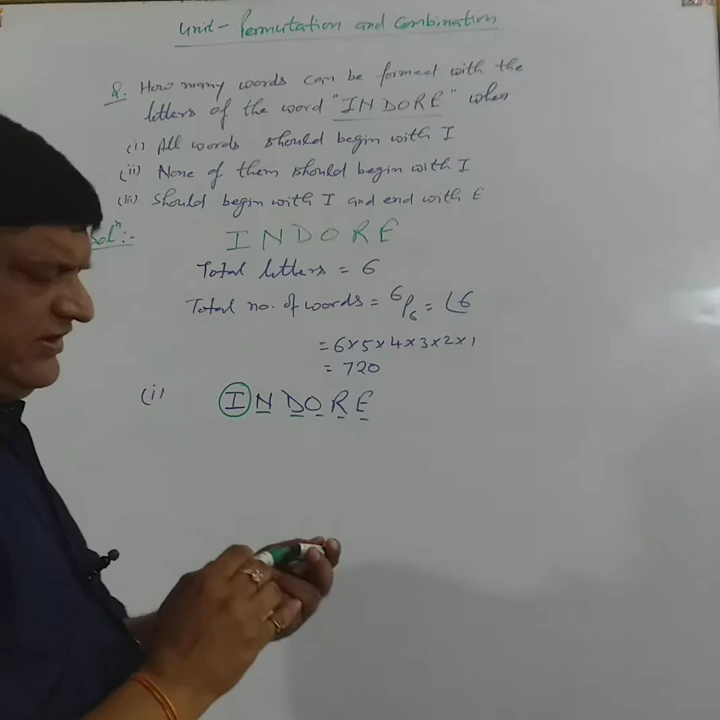 Unit - Permutation and Combination
Q. How many words can be formed with the
letters of the word "INDORE" when
(i) All words should begin with I
(ii) None of them should begin with I
(iii) should begin with I and end with E
Solⁿ:- INDORE
Total letters = 6
Total no. of words = ⁶P₆ = ⌊6
= 6×5×4×3×2×1
= 720
(i) INDORE